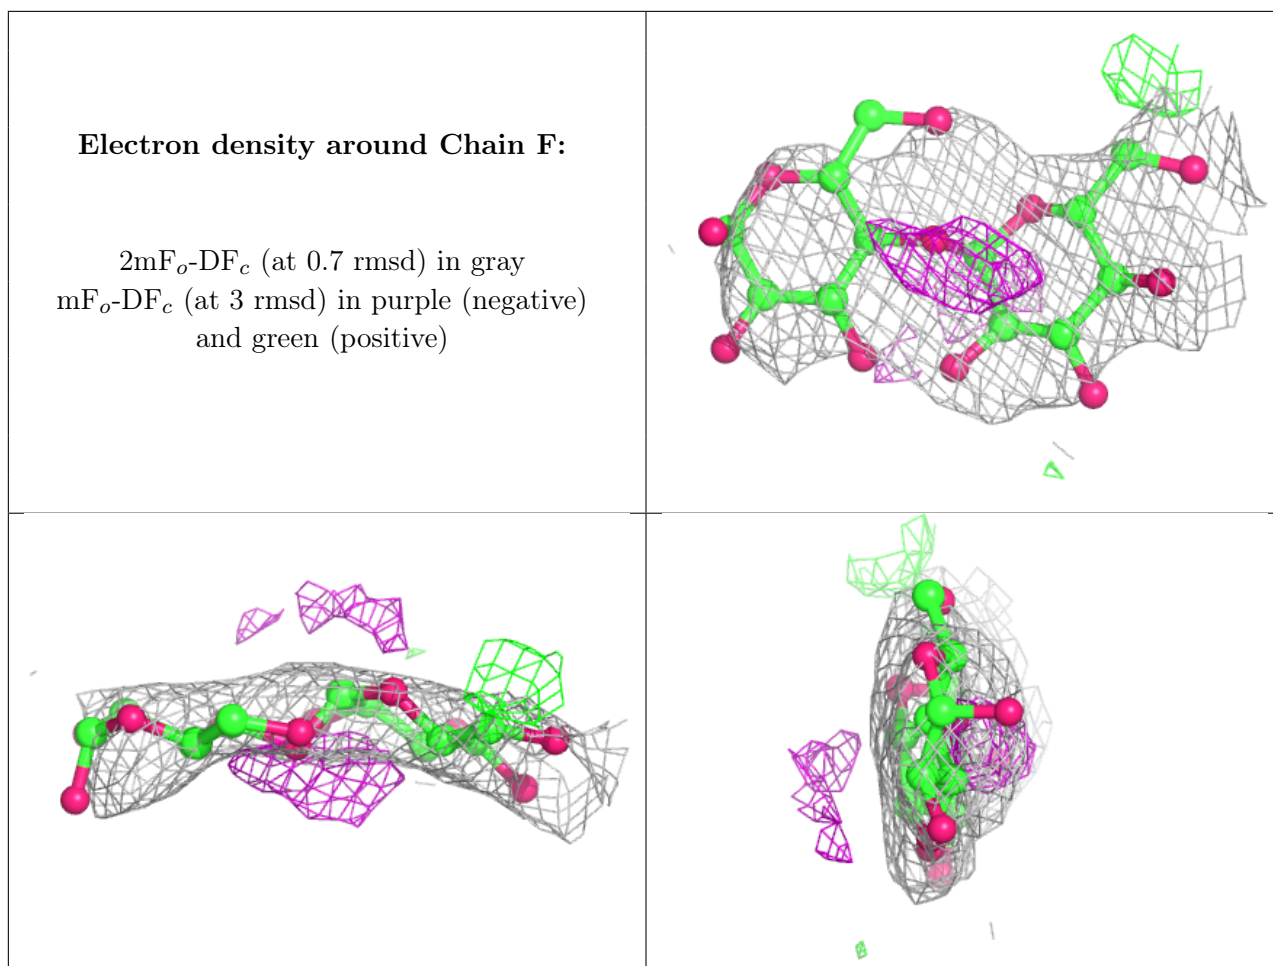 Electron density around Chain F:
2mFₒ-DF𝒸 (at 0.7 rmsd) in gray
mFₒ-DF𝒸 (at 3 rmsd) in purple (negative)
and green (positive)